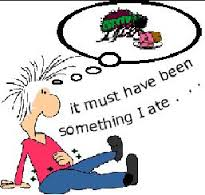 it must have been
something I ate . . .